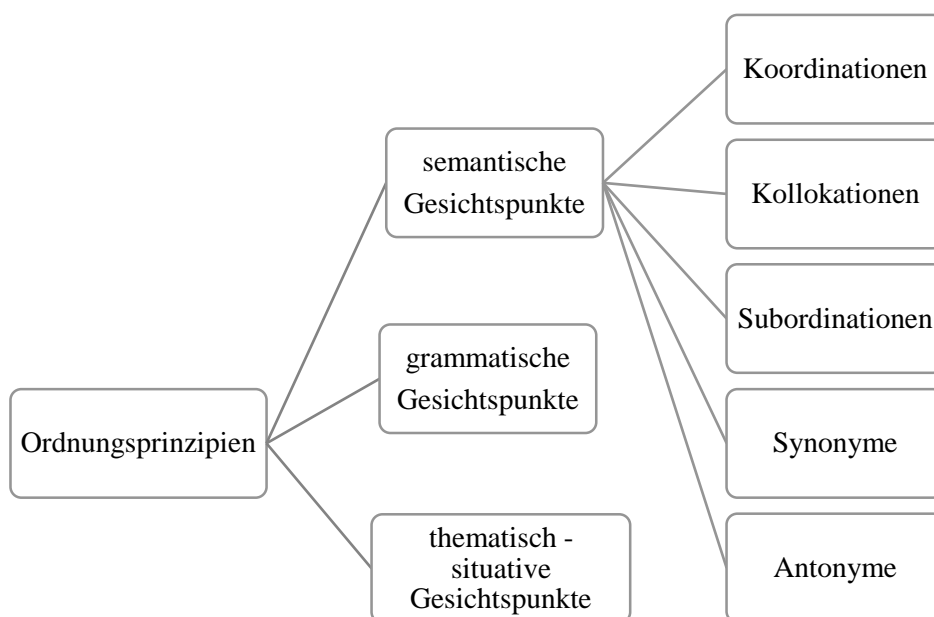 Ordnungsprinzipien
semantische
Gesichtspunkte
grammatische
Gesichtspunkte
thematisch -
situative
Gesichtspunkte
Koordinationen
Kollokationen
Subordinationen
Synonyme
Antonyme